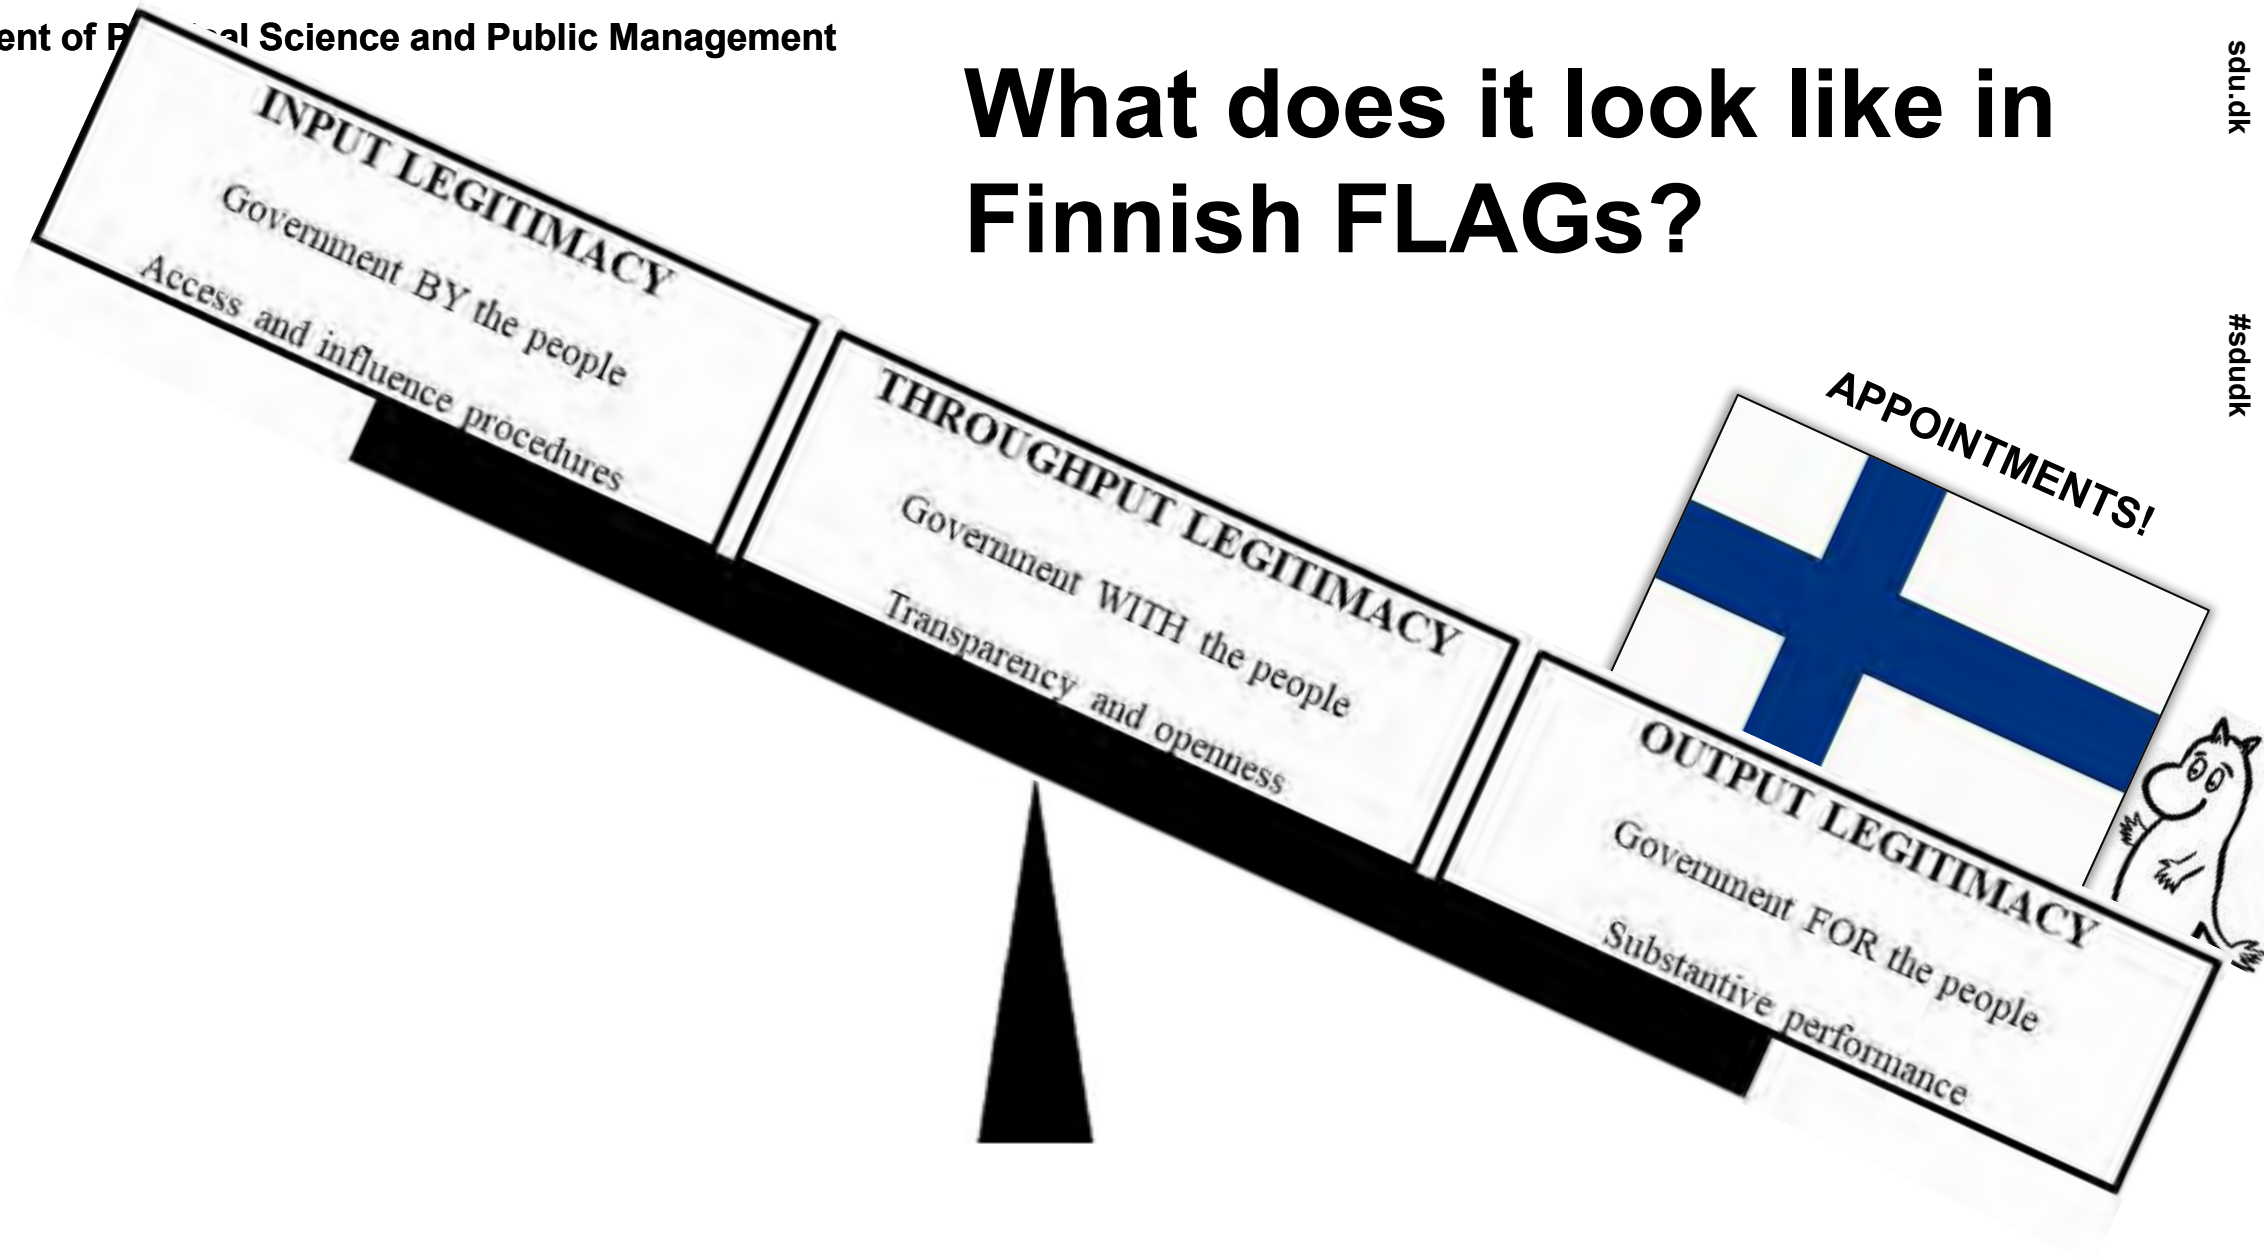 ent of P al Science and Public Management
What does it look like in
Finnish FLAGs?
sdu.dk
#sdudk
INPUT LEGITIMACY
Government BY the people
Access and influence procedures
THROUGHPUT LEGITIMACY
Government WITH the people
Transparency and openness
APPOINTMENTS!
OUTPUT LEGITIMACY
Government FOR the people
Substantive performance